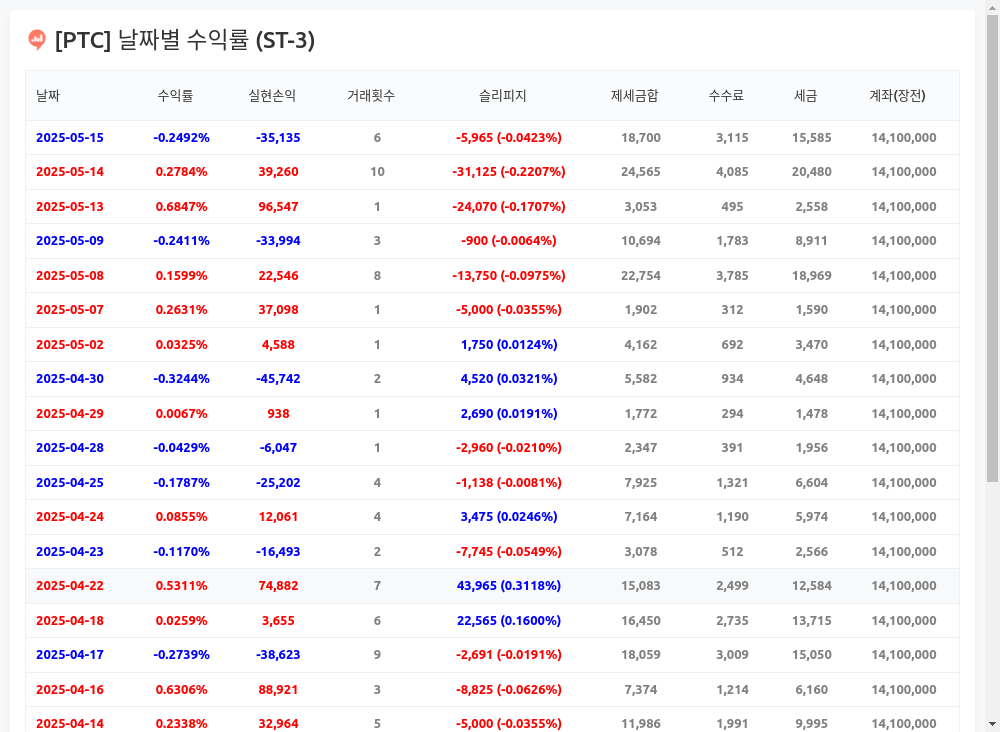 [PTC] 날짜별 수익률 (ST-3)
날짜 수익률 실현손익 거래횟수 슬리피지 제세금합 수수료 세금 계좌(장전)
2025-05-15 -0.2492% -35,135 6 -5,965 (-0.0423%) 18,700 3,115 15,585 14,100,000
2025-05-14 0.2784% 39,260 10 -31,125 (-0.2207%) 24,565 4,085 20,480 14,100,000
2025-05-13 0.6847% 96,547 1 -24,070 (-0.1707%) 3,053 495 2,558 14,100,000
2025-05-09 -0.2411% -33,994 3 -900 (-0.0064%) 10,694 1,783 8,911 14,100,000
2025-05-08 0.1599% 22,546 8 -13,750 (-0.0975%) 22,754 3,785 18,969 14,100,000
2025-05-07 0.2631% 37,098 1 -5,000 (-0.0355%) 1,902 312 1,590 14,100,000
2025-05-02 0.0325% 4,588 1 1,750 (0.0124%) 4,162 692 3,470 14,100,000
2025-04-30 -0.3244% -45,742 2 4,520 (0.0321%) 5,582 934 4,648 14,100,000
2025-04-29 0.0067% 938 1 2,690 (0.0191%) 1,772 294 1,478 14,100,000
2025-04-28 -0.0429% -6,047 1 -2,960 (-0.0210%) 2,347 391 1,956 14,100,000
2025-04-25 -0.1787% -25,202 4 -1,138 (-0.0081%) 7,925 1,321 6,604 14,100,000
2025-04-24 0.0855% 12,061 4 3,475 (0.0246%) 7,164 1,190 5,974 14,100,000
2025-04-23 -0.1170% -16,493 2 -7,745 (-0.0549%) 3,078 512 2,566 14,100,000
2025-04-22 0.5311% 74,882 7 43,965 (0.3118%) 15,083 2,499 12,584 14,100,000
2025-04-18 0.0259% 3,655 6 22,565 (0.1600%) 16,450 2,735 13,715 14,100,000
2025-04-17 -0.2739% -38,623 9 -2,691 (-0.0191%) 18,059 3,009 15,050 14,100,000
2025-04-16 0.6306% 88,921 3 -8,825 (-0.0626%) 7,374 1,214 6,160 14,100,000
2025-04-14 0.2338% 32,964 5 -5,000 (-0.0355%) 11,986 1,991 9,995 14,100,000